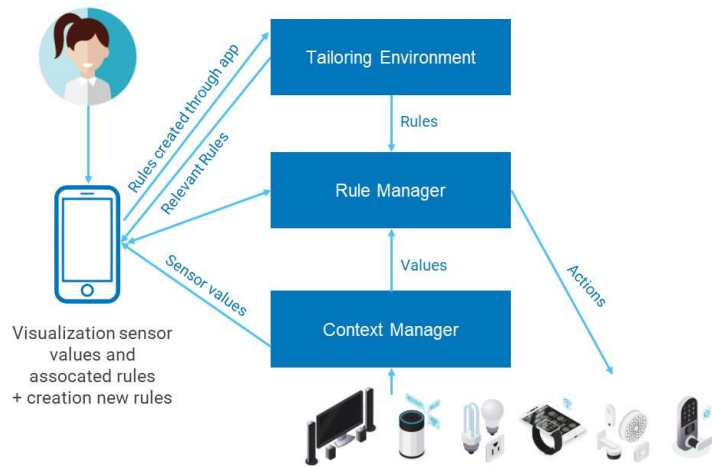 Tailoring Environment
Rules created through app
Relevant Rules
Rules
Rule Manager
Values
Sensor values
Actions
Context Manager
Visualization sensor
values and
assocated rules
+ creation new rules